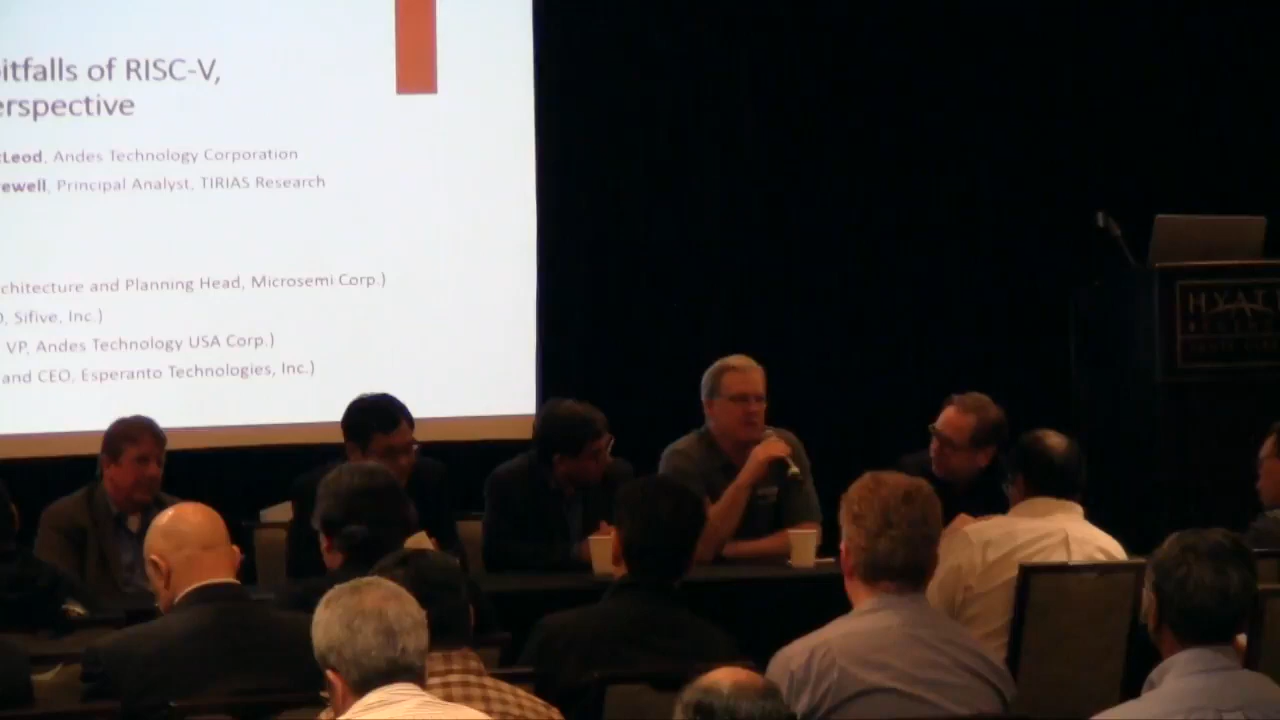 itfalls of RISC-V,
erspective
Leod, Andes Technology Corporation
ewell, Principal Analyst, TIRIAS Research
chitecture and Planning Head, Microsemi Corp.)
, Sifive, Inc.)
VP, Andes Technology USA Corp.)
and CEO, Esperanto Technologies, Inc.)
HYAT